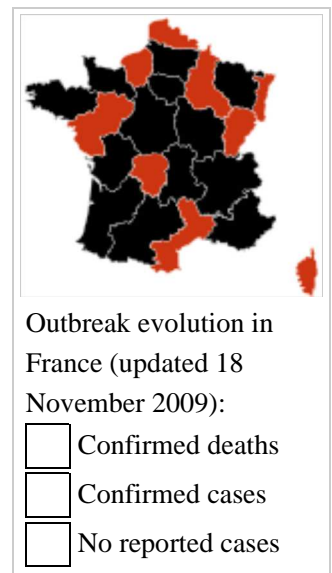 Outbreak evolution in
France (updated 18
November 2009):
Confirmed deaths
Confirmed cases
No reported cases